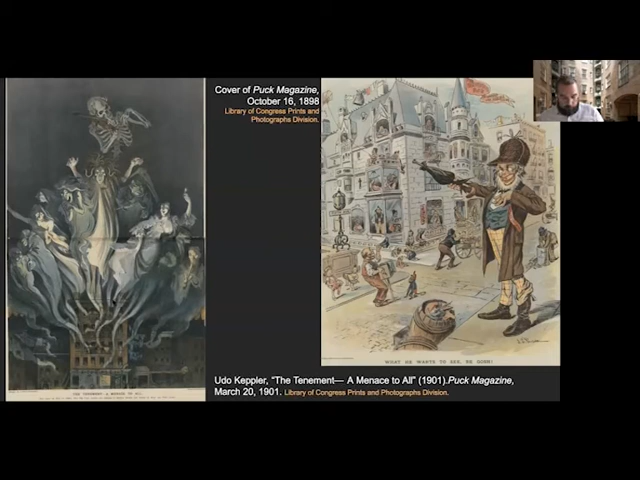 Cover of Puck Magazine,
October 16, 1898
Library of Congress Prints and
Photographs Division.
WHAT HE WANTS TO SEE, BE GOSH!
THE TENEMENT— A MENACE TO ALL.
Udo Keppler, "The Tenement— A Menace to All" (1901).Puck Magazine,
March 20, 1901. Library of Congress Prints and Photographs Division.